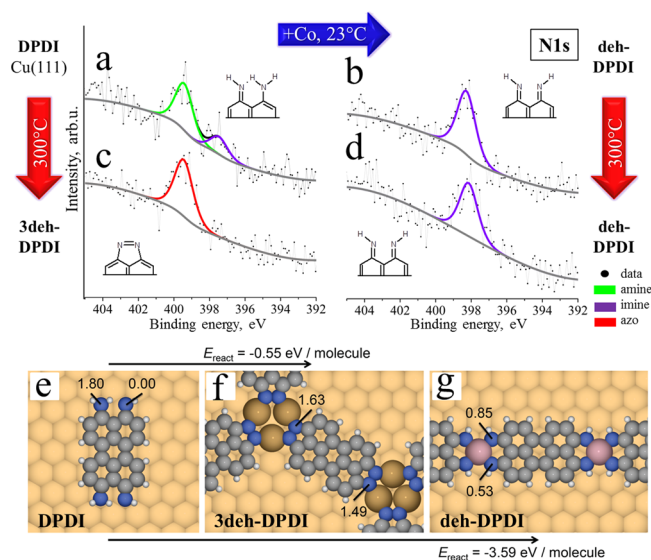 DPDI
Cu(111)
+Co, 23°C
N1s
deh-
DPDI
a
b
H
H
H
N
N
H
H
N
N
300°C
300°C
Intensity, arb.u.
c
d
3deh-
DPDI
N=N
H
H
N
N
deh-
DPDI
data
amine
imine
azo
404 402 400 398 396 394 392
404 402 400 398 396 394 392
Binding energy, eV
Binding energy, eV
Ereact = -0.55 eV / molecule
e
1.80
0.00
DPDI
f
1.63
1.49
3deh-DPDI
g
0.85
0.53
deh-DPDI
Ereact = -3.59 eV / molecule